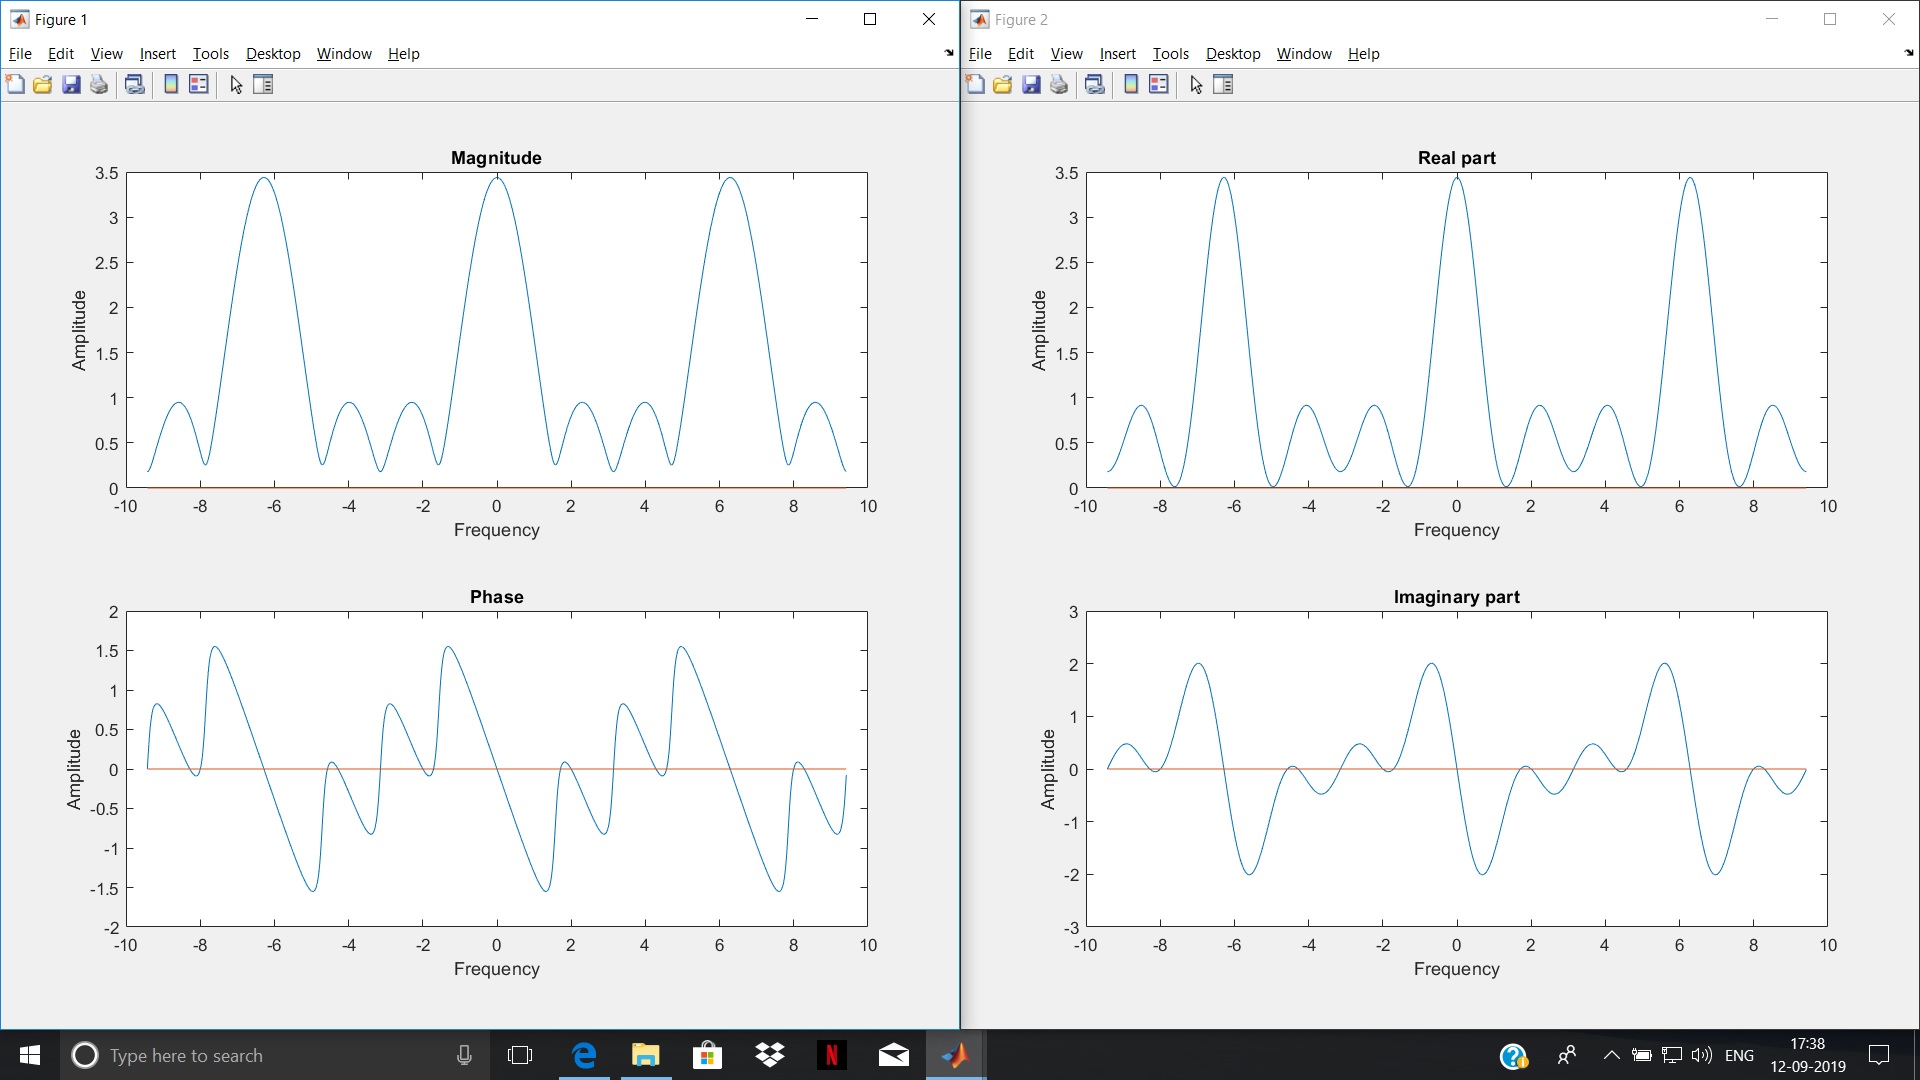 Figure 1
File Edit View Insert Tools Desktop Window Help
Magnitude
3.5
3
2.5
2
1.5
1
0.5
0
Amplitude
-10 -8 -6 -4 -2 0 2 4 6 8 10
Frequency
Phase
2
1.5
1
0.5
0
-0.5
-1
-1.5
-2
Amplitude
-10 -8 -6 -4 -2 0 2 4 6 8 10
Frequency
Figure 2
File Edit View Insert Tools Desktop Window Help
Real part
3.5
3
2.5
2
1.5
1
0.5
0
Amplitude
-10 -8 -6 -4 -2 0 2 4 6 8 10
Frequency
Imaginary part
3
2
1
0
-1
-2
-3
Amplitude
-10 -8 -6 -4 -2 0 2 4 6 8 10
Frequency
Type here to search
N
ENG
17:38
12-09-2019